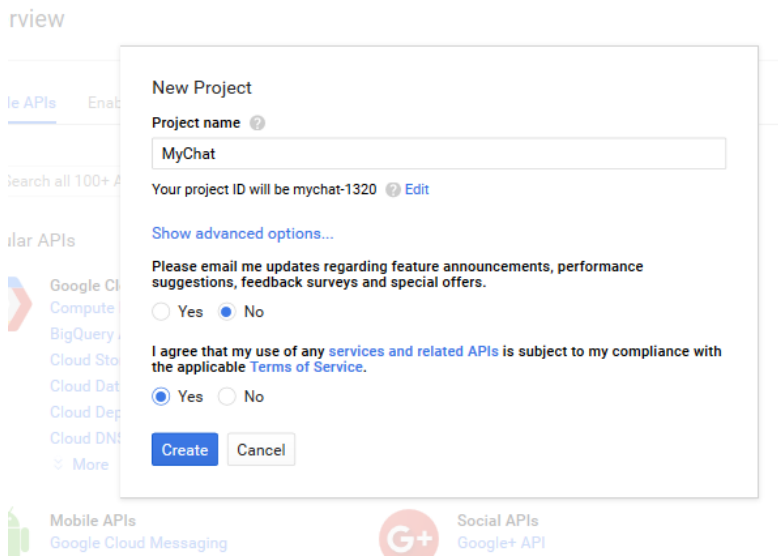 rview
le APIs Enab
Search all 100+ A
ular APIs
Google Cl
Compute
BigQuery
Cloud Sto
Cloud Dat
Cloud Dep
Cloud DNS
More
New Project
Project name ?
MyChat
Your project ID will be mychat-1320 ? Edit
Show advanced options...
Please email me updates regarding feature announcements, performance
suggestions, feedback surveys and special offers.
Yes No
I agree that my use of any services and related APIs is subject to my compliance with
the applicable Terms of Service.
Yes No
Create Cancel
Mobile APIs
Google Cloud Messaging
G+
Social APIs
Google+ API